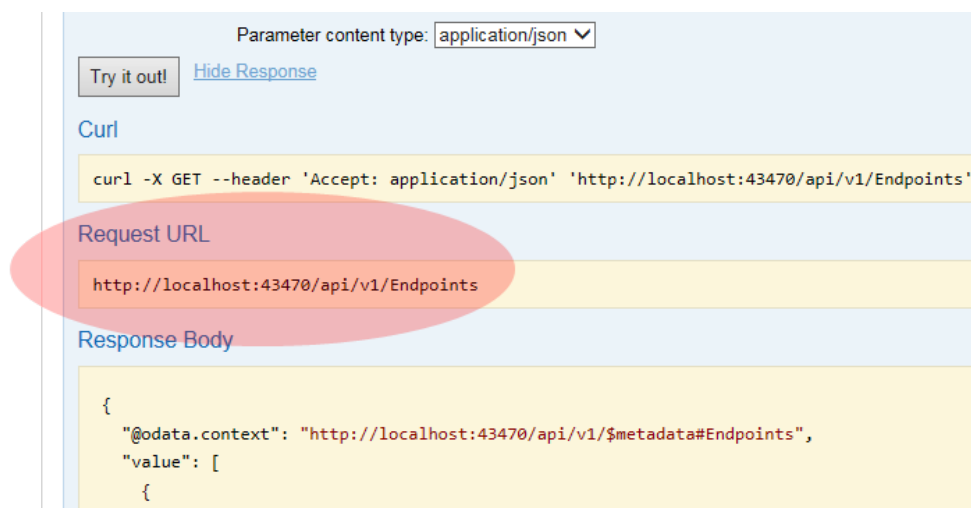 Parameter content type: application/json
Try it out! Hide Response
Curl
curl -X GET --header 'Accept: application/json' 'http://localhost:43470/api/v1/Endpoints'
Request URL
http://localhost:43470/api/v1/Endpoints
Response Body
{
"@odata.context": "http://localhost:43470/api/v1/$metadata#Endpoints",
"value": [
{